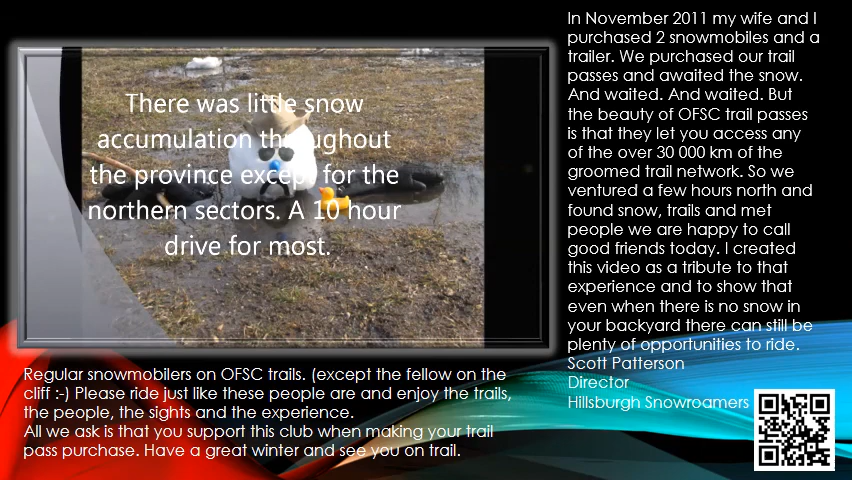 There was little snow
accumulation throughout
the province except for the
northern sectors. A 10 hour
drive for most.
In November 2011 my wife and I
purchased 2 snowmobiles and a
trailer. We purchased our trail
passes and awaited the snow.
And waited. And waited. But
the beauty of OFSC trail passes
is that they let you access any
of the over 30 000 km of the
groomed trail network. So we
ventured a few hours north and
found snow, trails and met
people we are happy to call
good friends today. I created
this video as a tribute to that
experience and to show that
even when there is no snow in
your backyard there can still be
plenty of opportunities to ride.
Scott Patterson
Director
Hillsburgh Snowroamers
Regular snowmobilers on OFSC trails. (except the fellow on the
cliff :-) Please ride just like these people are and enjoy the trails,
the people, the sights and the experience.
All we ask is that you support this club when making your trail
pass purchase. Have a great winter and see you on trail.